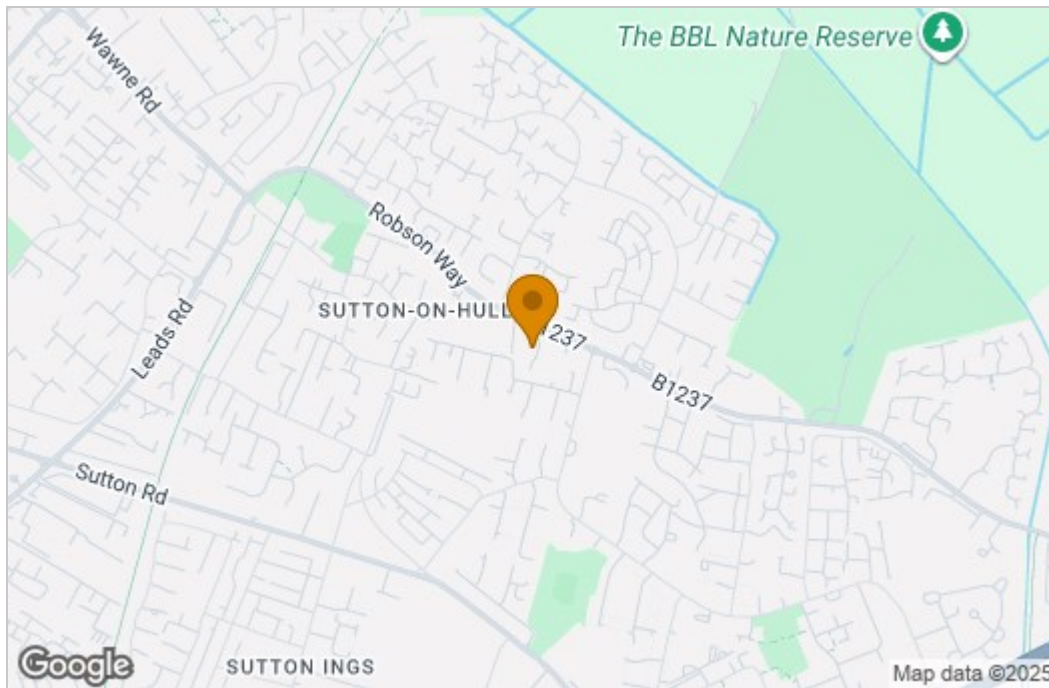 The BBL Nature Reserve
Wawne Rd
Robson Way
SUTTON-ON-HULL
1237
B1237
Leads Rd
Sutton Rd
SUTTON INGS
Google
Map data ©2025